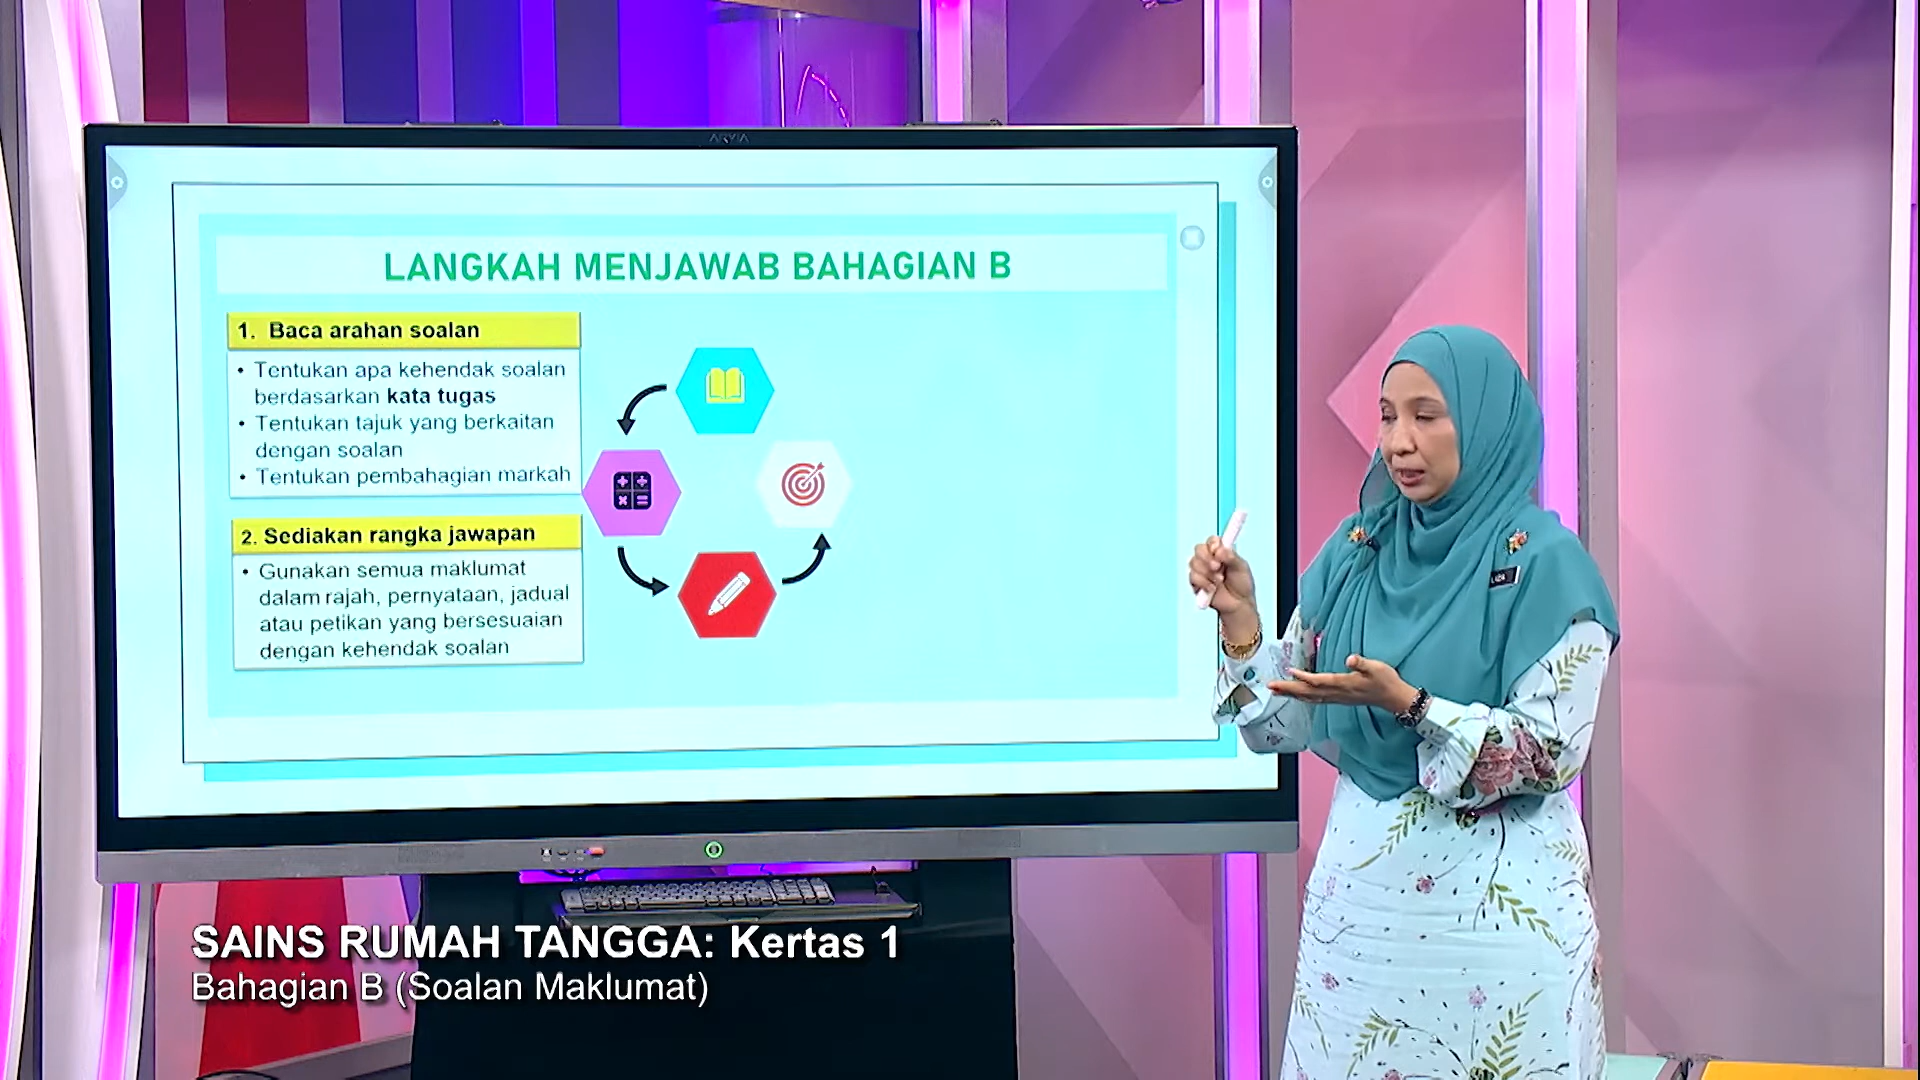 ARVIA
LANGKAH MENJAWAB BAHAGIAN B
1. Baca arahan soalan
• Tentukan apa kehendak soalan
berdasarkan kata tugas
• Tentukan tajuk yang berkaitan
dengan soalan
• Tentukan pembahagian markah
2. Sediakan rangka jawapan
• Gunakan semua maklumat
dalam rajah, pernyataan, jadual
atau petikan yang bersesuaian
dengan kehendak soalan
SAINS RUMAH TANGGA: Kertas 1
Bahagian B (Soalan Maklumat)